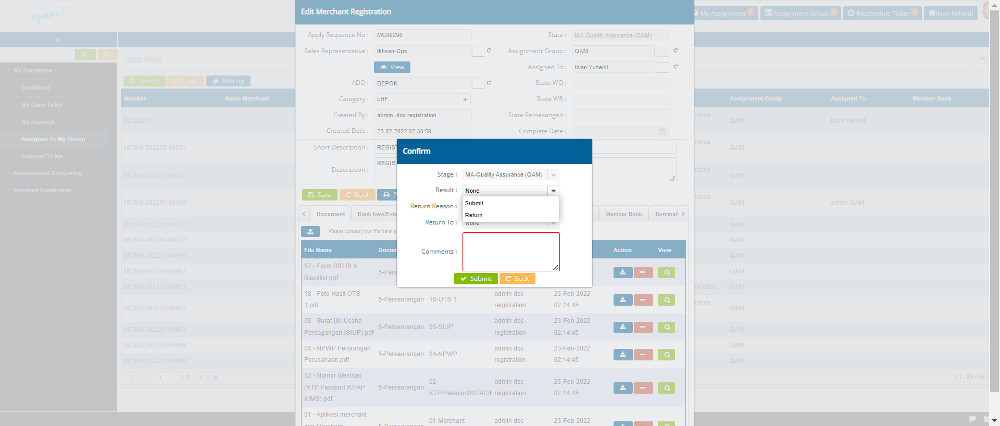 yokke!
My Assignment 5
Assignment Group 3
Reschedule Ticket 0
Ilvan Yuheldi
My Homepage
Dashboard
My Open Ticket
My Approval
Assigned To My Group
Assigned To Me
Measurement & Reporting
Merchant Registration
Data Filter
Search
Clear
Pick Up
Number Name Merchant
MC00298
MCRG-202202-00221
MCRG-202201-00162
MCRG-202201-00089
MCRG-202201-00104
MCRG-202201-00102
MCRG-202201-00099
MCRG-202201-00097
MCRG-202201-00093
MCRG-202201-00087
MCRG-202201-00083
MCRG-202201-00086
MCRG-202201-00085
1 / 2
Edit Merchant Registration
Apply Sequence No : MC00298
State : MA-Quality Assurance (QAM)
Sales Representative : Ikhsan-Ops
Assignment Group : QAM
View
Assigned To : Ilvan Yuheldi
ADO : DEPOK
State WO :
Category : LHF
State WR :
Created By : admin doc registration
State Pemasangan :
Created Date : 23-02-2022 02:33:59
Complete Date :
Short Description : REGIST
Description : REGIST
Save
Back
P
Document
Bank New/Exis
Member Bank
Terminal
Please upload your file here w
File Name Docum Action View
52 - Form SID BI &
Blacklist.pdf
5-Pers
18 - Foto Hasil OTS
1.pdf
5-Perseorangan 18-OTS 1
admin doc
registration
23-Feb-2022
02:14:45
05 - Surat Ijin Usaha
Perdagangan (SIUP).pdf
5-Perseorangan 05-SIUP
admin doc
registration
23-Feb-2022
02:14:45
04 - NPWP Perorangan
Perusahaan.pdf
5-Perseorangan 04-NPWP
admin doc
registration
23-Feb-2022
02:14:45
02 - Nomor Identitas
(KTP Passport KITAP
KIMS).pdf
5-Perseorangan
02-
KTP/Passport/KITAS/K
admin doc
registration
23-Feb-2022
02:14:45
01 - Aplikasi merchant
01-Merchant
admin doc
23-Feb-2022
Confirm
Stage : MA-Quality Assurance (QAM)
Result : None
Submit
Return
Return Reason :
Return To : None
Comments :
Submit
Back
Assignment Group Assigned To Member Bank
rance
QAM Ilvan Yuheldi
rance
QAM
rance
QAM
rance
QAM admin QAM
QAM
QAM
QAM
QAM
olication QAM
rance
QAM
QAM
QAM
QAM
[ 1 - 20 / 36 ]